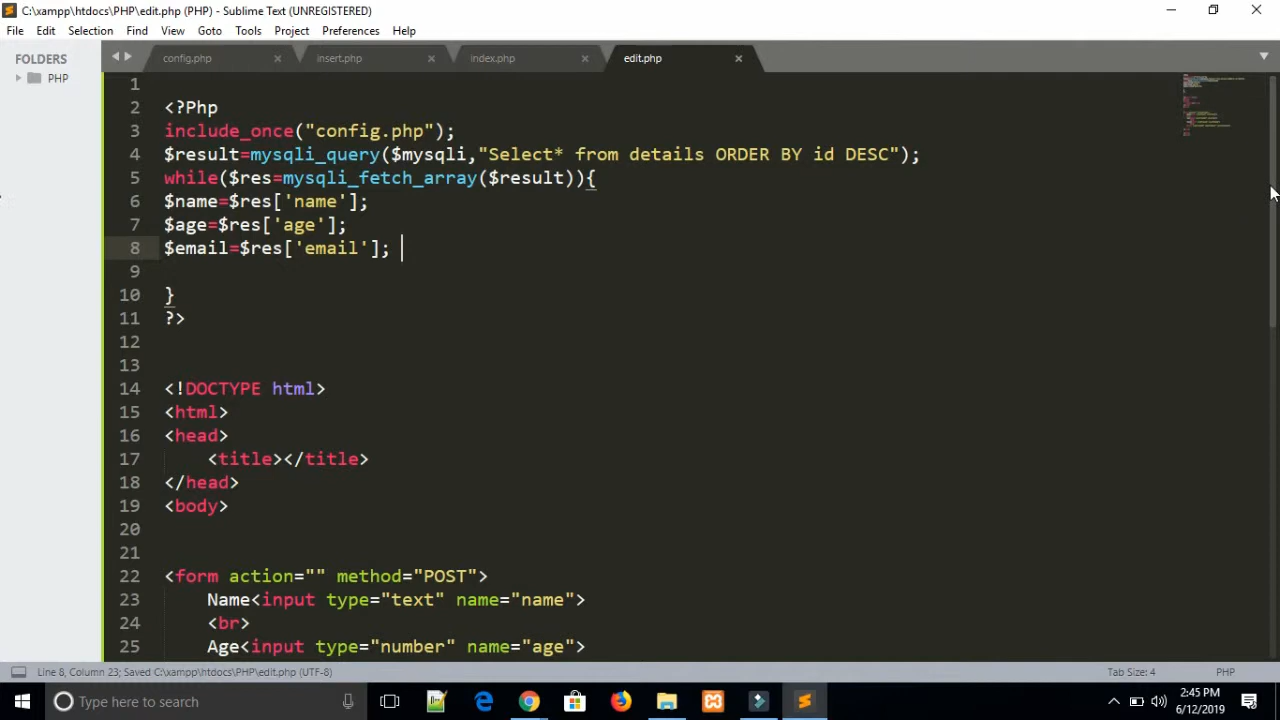 C:\xampp\htdocs\PHP\edit.php (PHP) - Sublime Text (UNREGISTERED)
File Edit Selection Find View Goto Tools Project Preferences Help
FOLDERS
PHP
config.php insert.php index.php edit.php
1
2 <?Php
3 include_once("config.php");
4 $result=mysqli_query($mysqli,"Select* from details ORDER BY id DESC");
5 while($res=mysqli_fetch_array($result)){
6 $name=$res['name'];
7 $age=$res['age'];
8 $email=$res['email'];
9
10 }
11 ?>
12
13
14 <!DOCTYPE html>
15 <html>
16 <head>
17 <title></title>
18 </head>
19 <body>
20
21
22 <form action="" method="POST">
23 Name<input type="text" name="name">
24 <br>
25 Age<input type="number" name="age">
Line 8, Column 23; Saved C:\xampp\htdocs\PHP\edit.php (UTF-8) Tab Size: 4 PHP
Type here to search
2:45 PM
6/12/2019